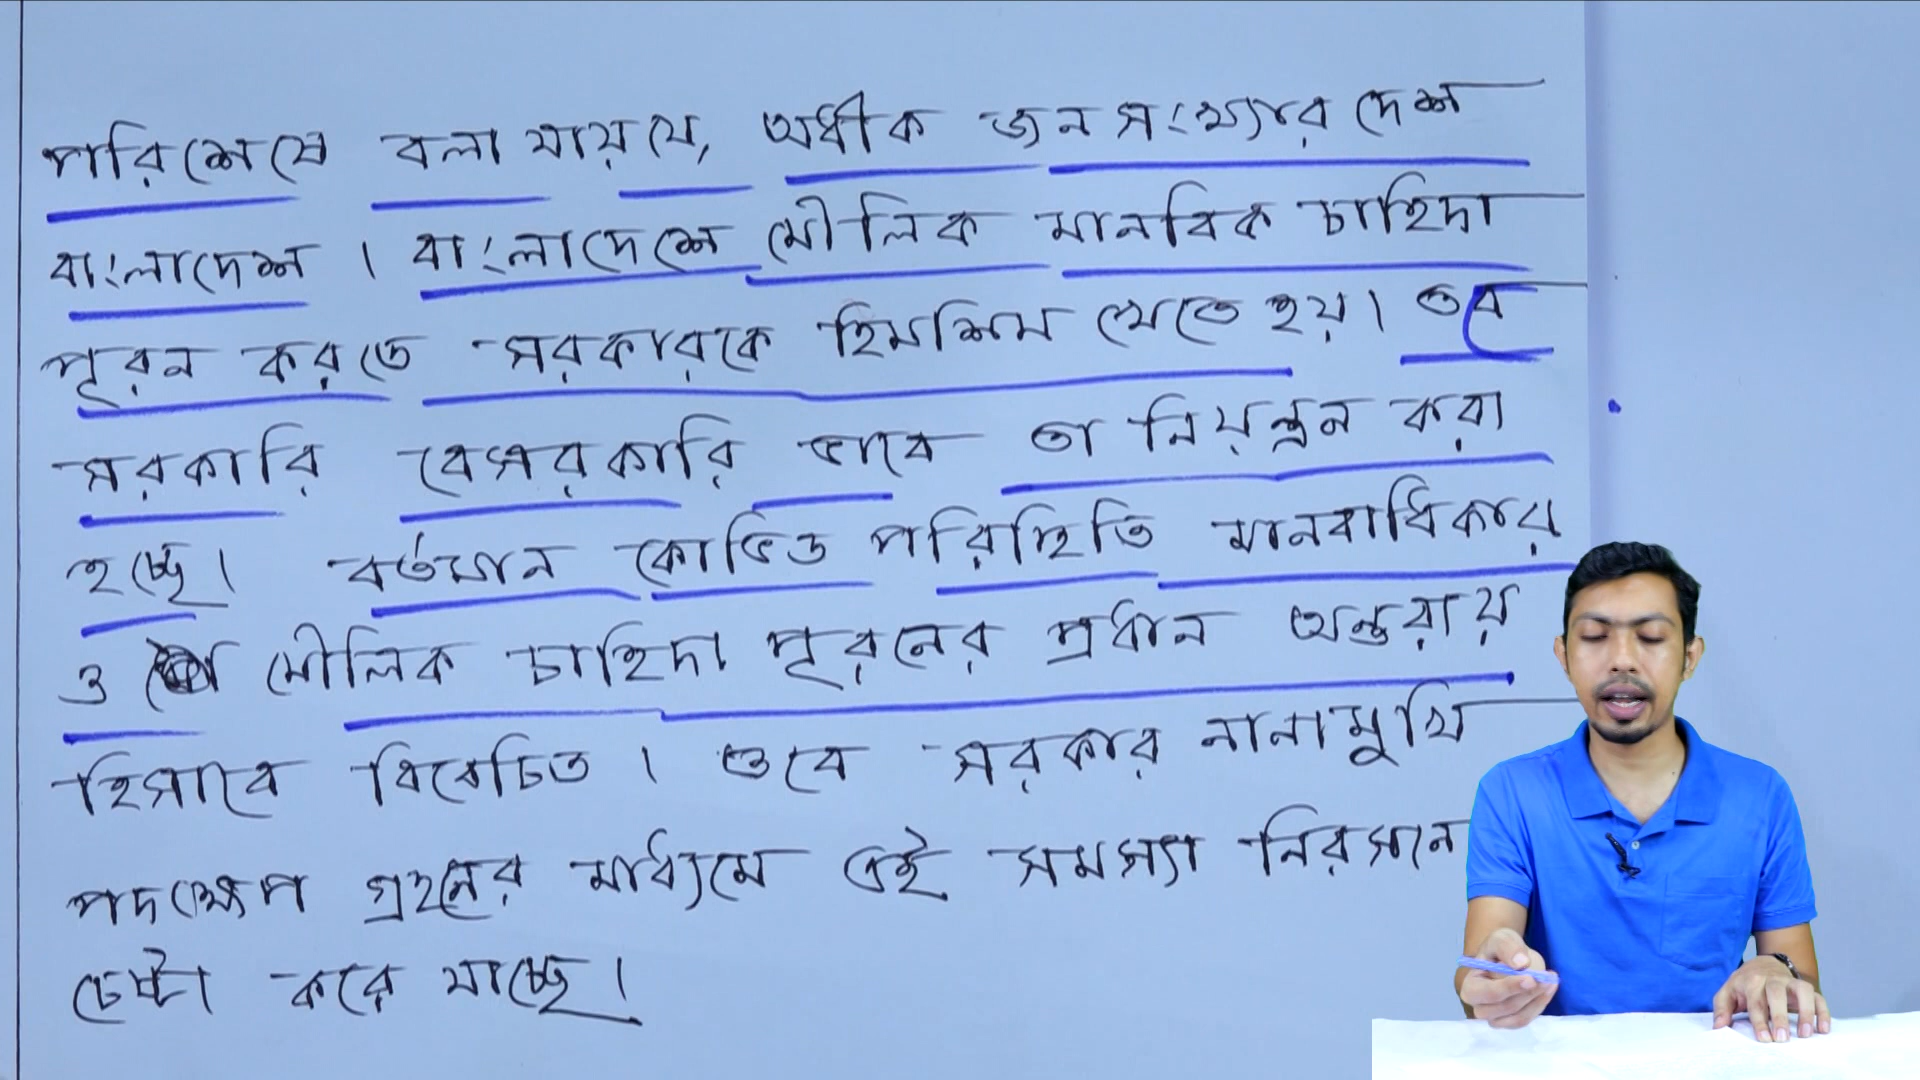 পরিশেষে বলা যায় যে, অধীক জনসংখ্যার দেশ
বাংলাদেশ। বাংলাদেশে মৌলিক মানবিক চাহিদা
পূরন করতে সরকারকে হিমশিম খেতে হয়। তবে
সরকারি বেসরকারি ভাবে তা নিয়ন্ত্রন করা
হচ্ছে। বর্তমান কোভিড পরিস্থিতি মানবাধিকার
ও মৌলিক চাহিদা পূরনের প্রধান অন্তরায়
হিসাবে বিবেচিত। তবে সরকার নানামুখি
পদক্ষেপ গ্রহনের মাধ্যমে এই সমস্যা নিরসনে
চেষ্টা করে যাচ্ছে।